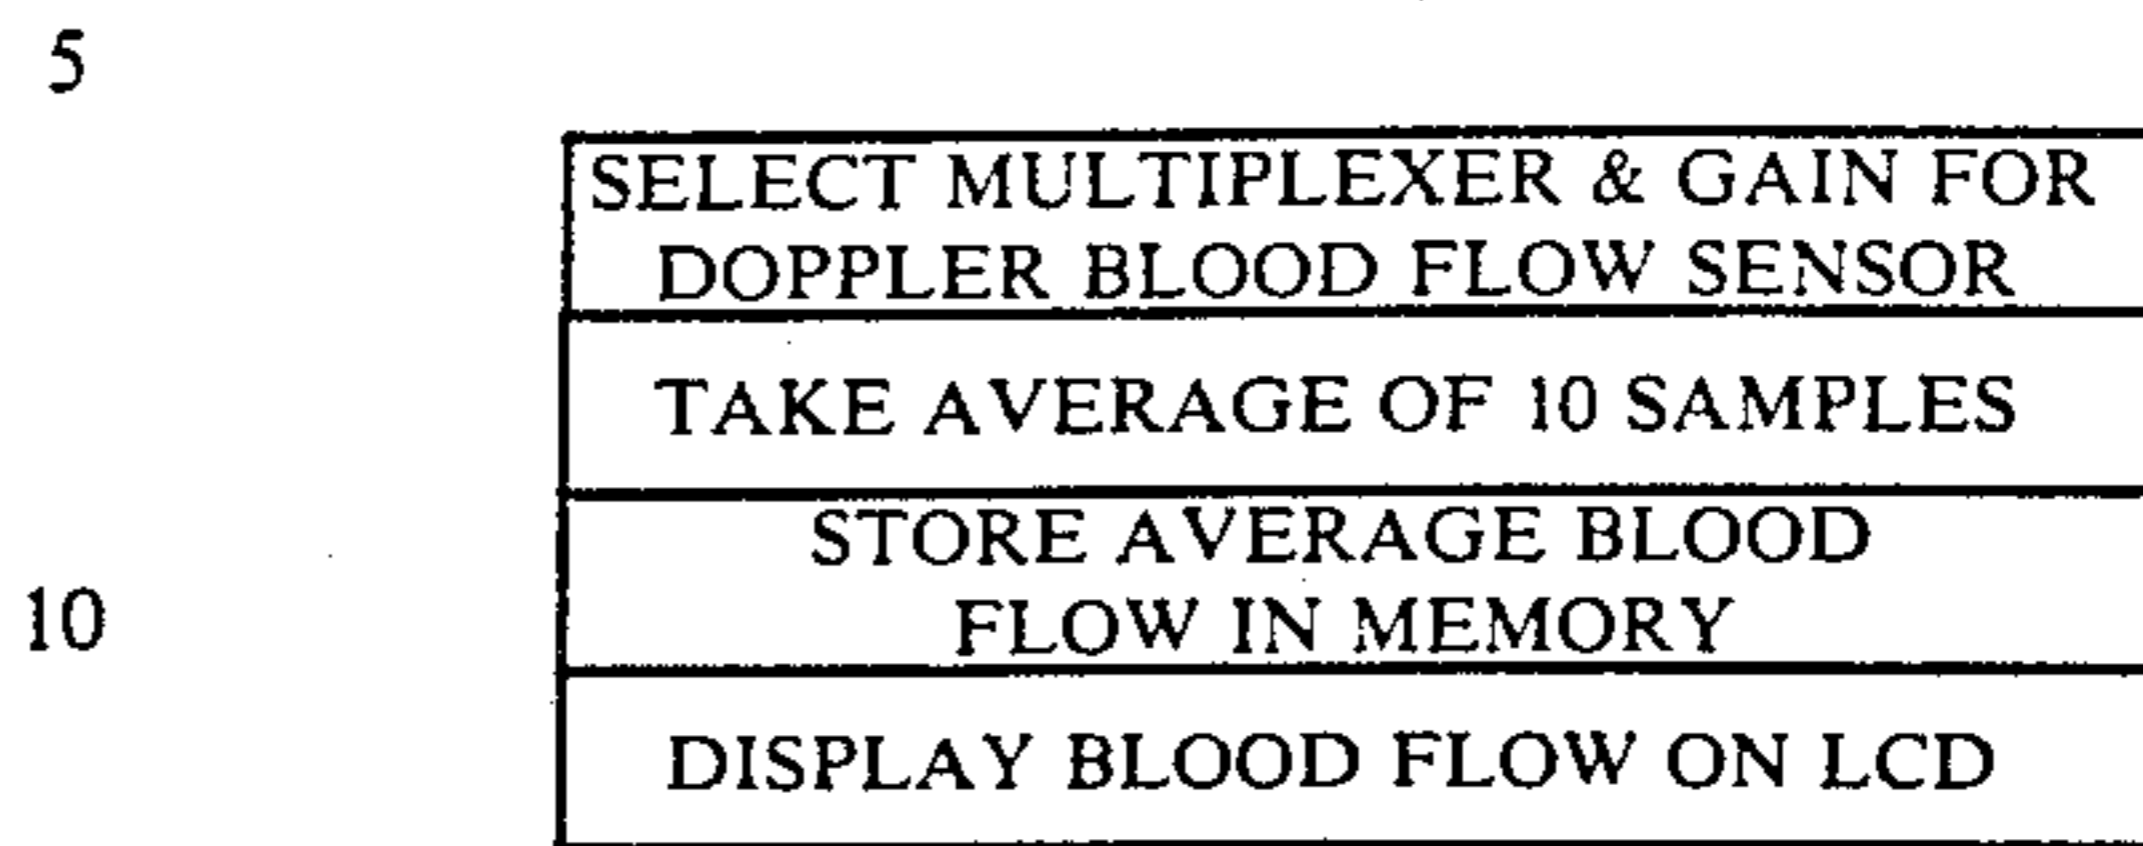 5
SELECT MULTIPLEXER & GAIN FOR
DOPPLER BLOOD FLOW SENSOR
TAKE AVERAGE OF 10 SAMPLES
STORE AVERAGE BLOOD
10
FLOW IN MEMORY
DISPLAY BLOOD FLOW ON LCD